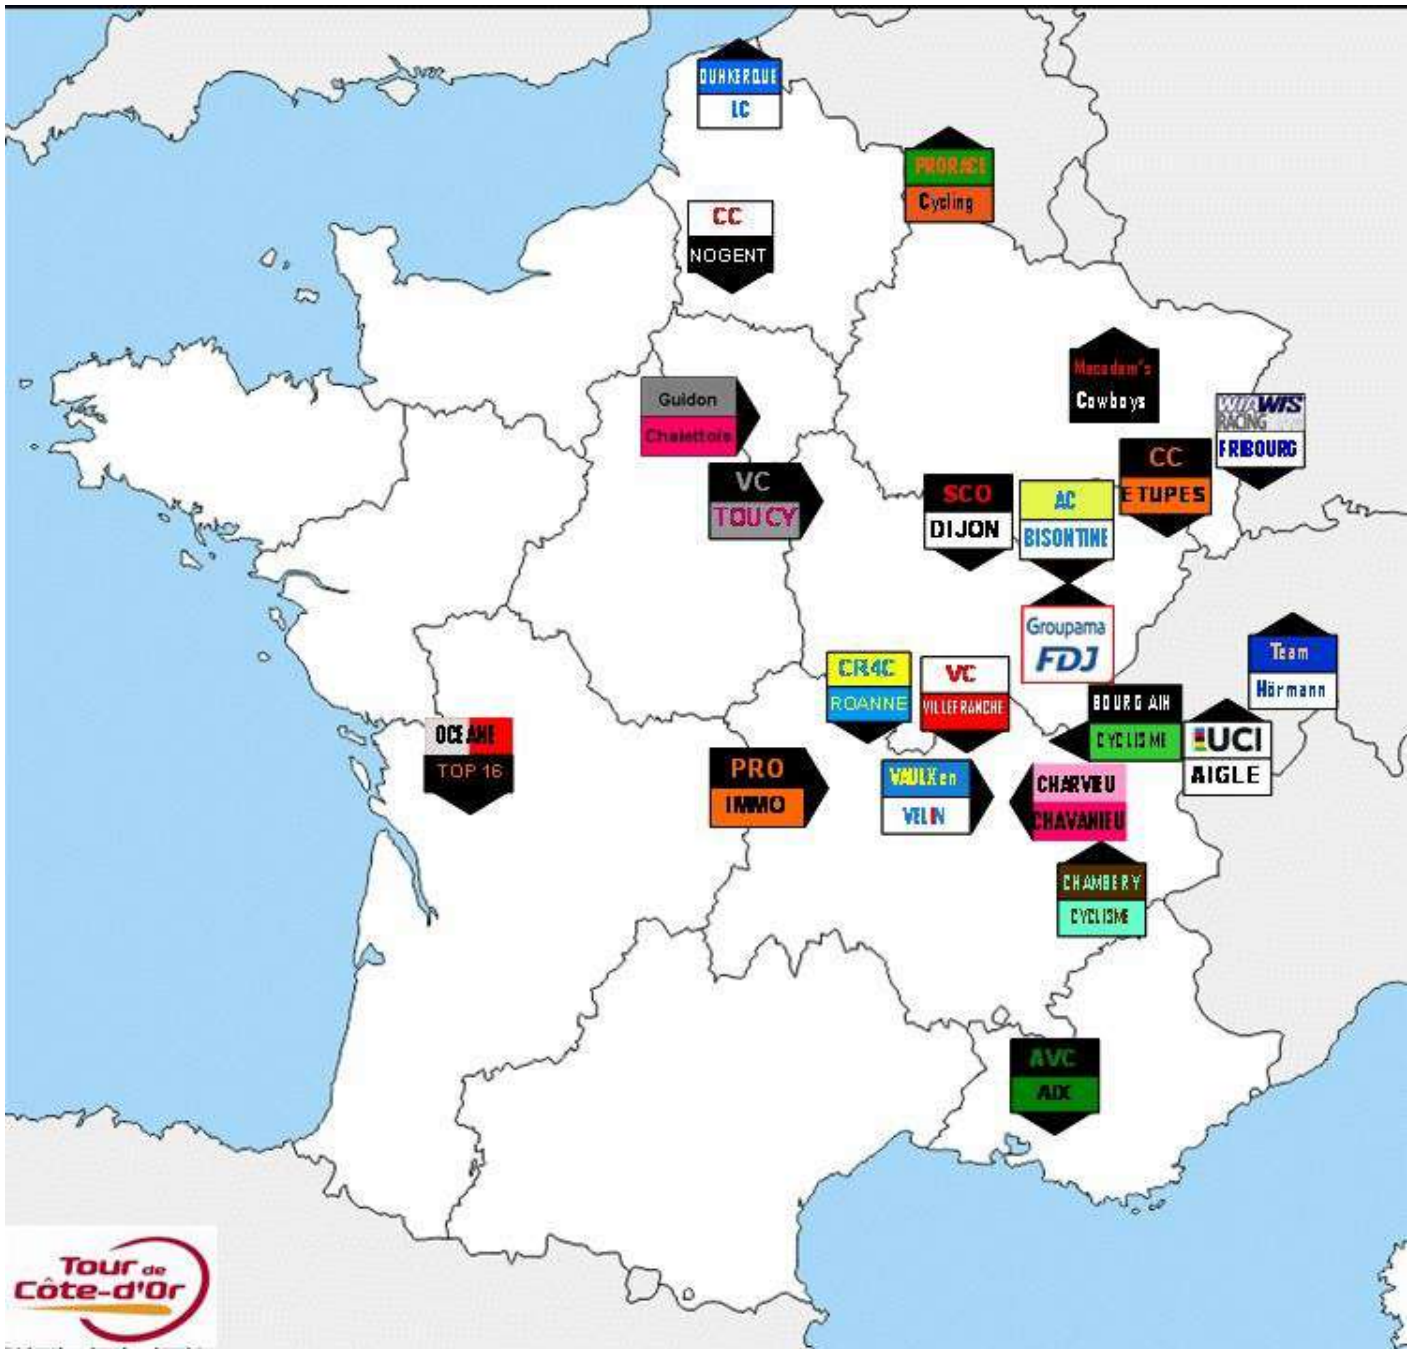 DUNKERQUE
LC
PRORACE
Cycling
CC
NOGENT
Macadam's
Cowboys
Guidon
Chalettois
WIAWIS
RACING
FRIBOURG
CC
ETUPES
VC
TOUCY
SCO
DIJON
AC
BISONTINE
Groupama
FDJ
Team
Hörmann
CR4C
ROANNE
VC
VILLEFRANCHE
BOURG AIN
CYCLISME
UCI
AIGLE
OCEANE
TOP 16
PRO
IMMO
VAULX en
VELIN
CHARVIEU
CHAVANIEU
CHAMBERY
CYCLISME
AVC
AIX
Tour de
Côte-d'Or